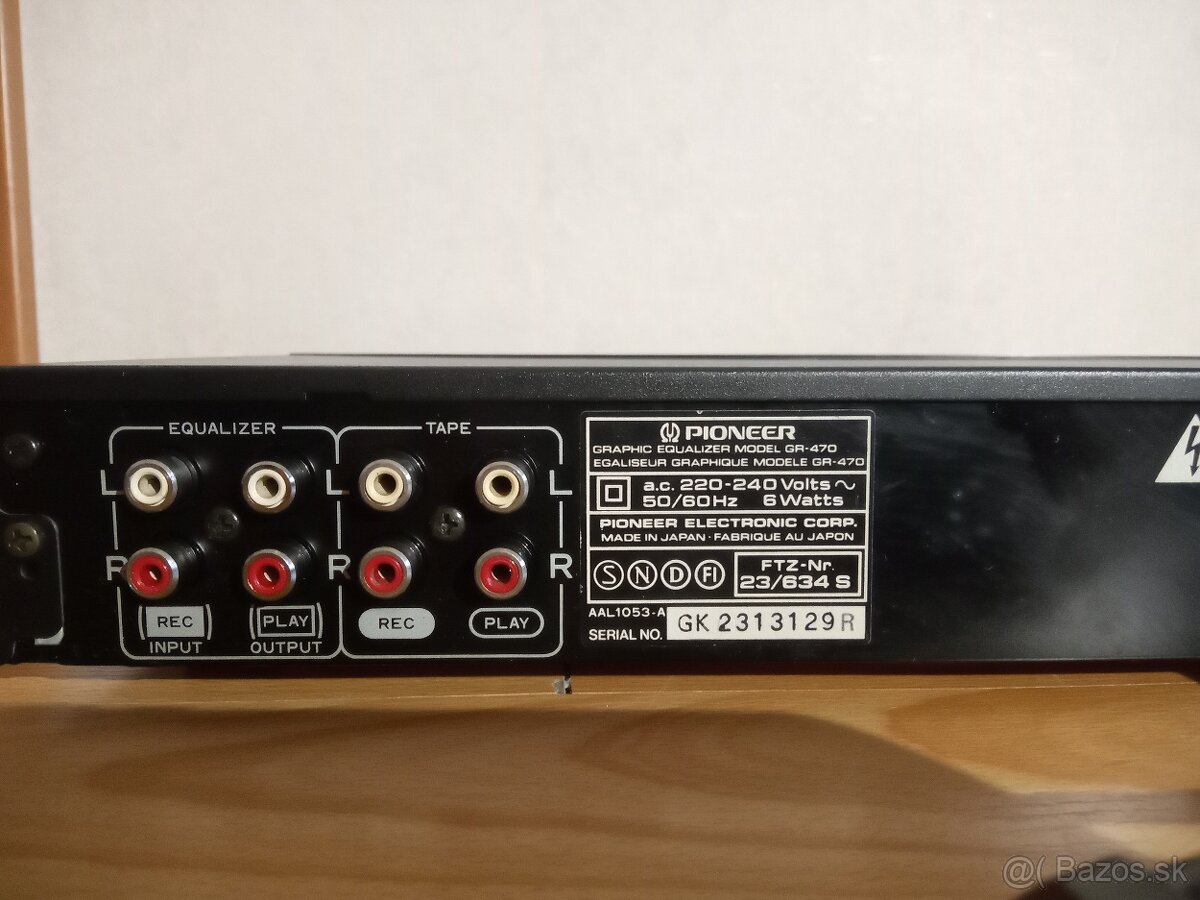 EQUALIZER
TAPE
L
L
L
R
R
R
REC
PLAY
REC
PLAY
INPUT
OUTPUT
PIONEER
GRAPHIC EQUALIZER MODEL GR-470
EGALISEUR GRAPHIQUE MODELE GR-470
a.c. 220-240 Volts ~
50/60Hz 6 Watts
PIONEER ELECTRONIC CORP.
MADE IN JAPAN · FABRIQUE AU JAPON
S N D FI
FTZ-Nr.
23/634 S
AAL1053-A
SERIAL NO. GK 2313129 R
@( Bazos.sk